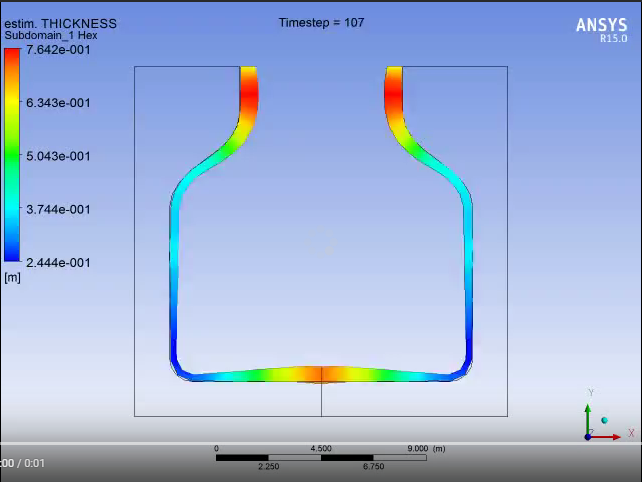 estim. THICKNESS
Subdomain_1 Hex
7.642e-001
6.343e-001
5.043e-001
3.744e-001
2.444e-001
[m]
Timestep = 107
ANSYS
R15.0
Y
Z
X
0 4.500 9.000 (m)
2.250 6.750
:00 / 0:01